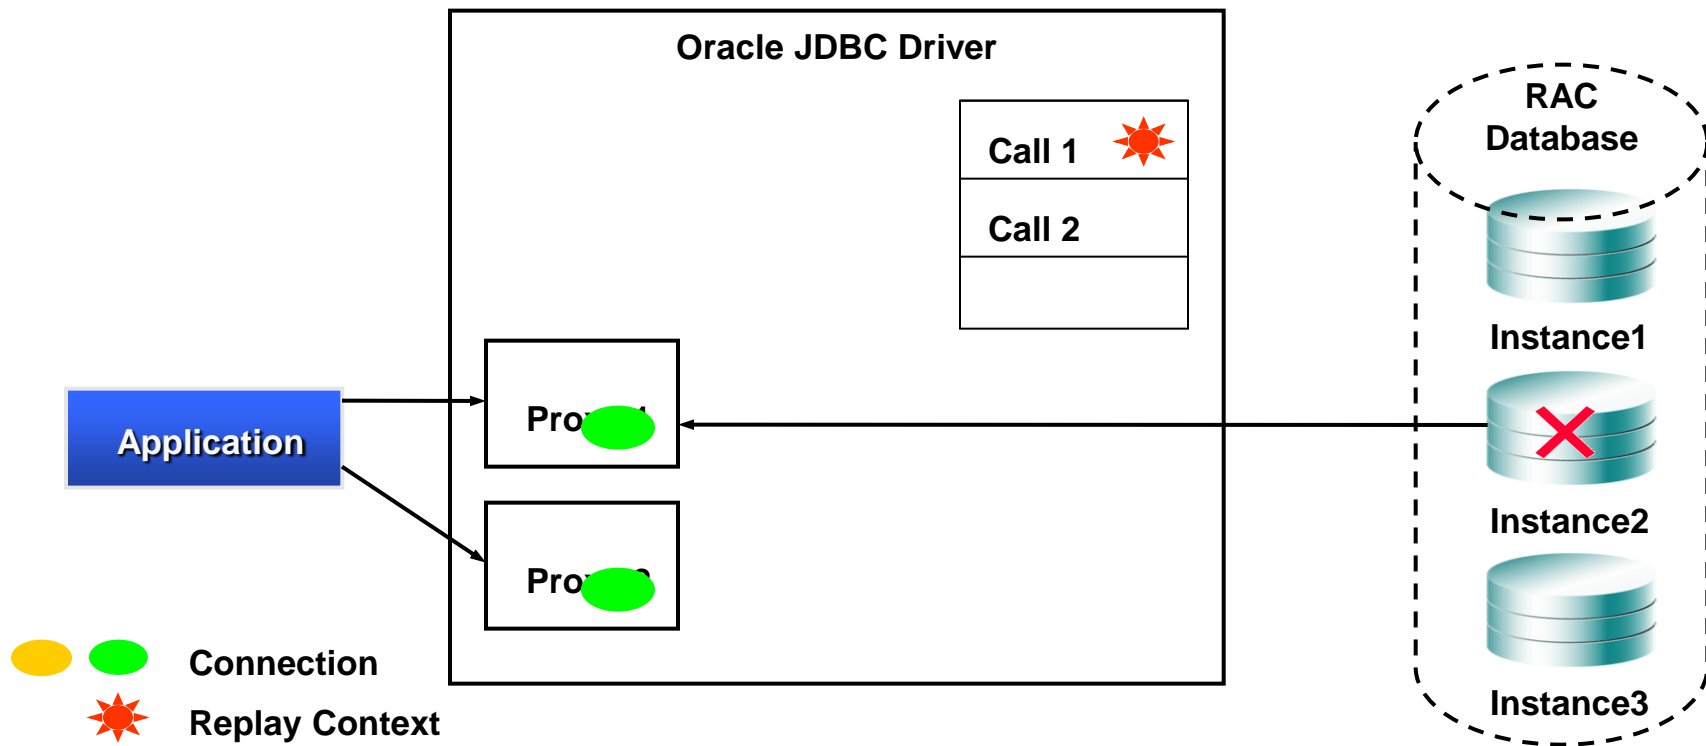 Oracle JDBC Driver
RAC
Database
Call 1
Call 2
Instance1
Application
Instance2
Connection
Instance3
Replay Context